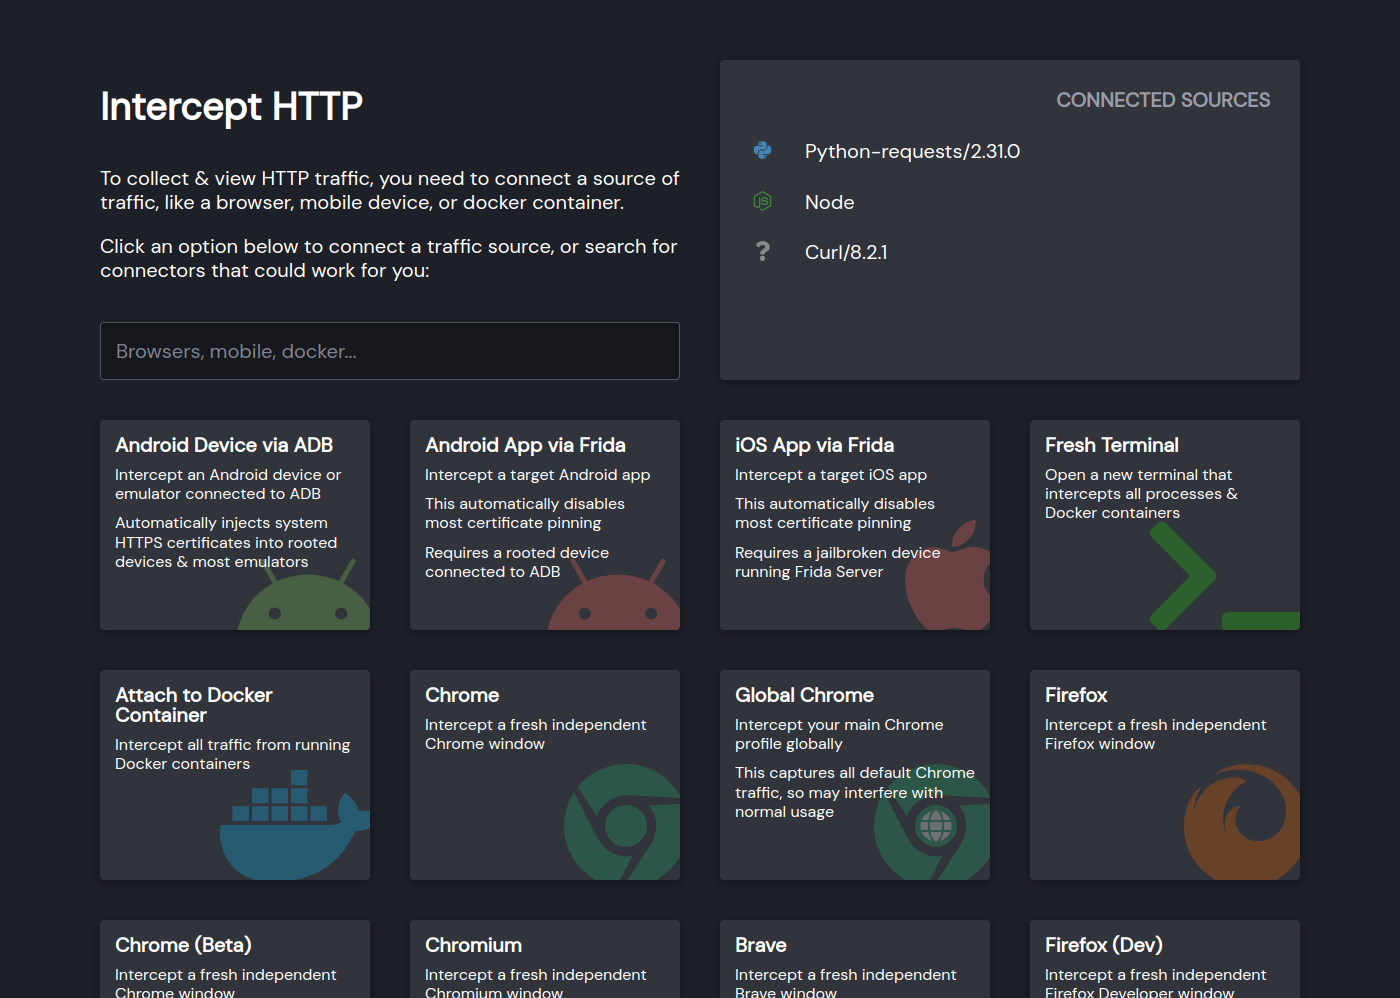 Intercept HTTP
To collect & view HTTP traffic, you need to connect a source of
traffic, like a browser, mobile device, or docker container.
Click an option below to connect a traffic source, or search for
connectors that could work for you:
Browsers, mobile, docker...
CONNECTED SOURCES
Python-requests/2.31.0
Node
Curl/8.2.1
Android Device via ADB
Intercept an Android device or
emulator connected to ADB
Automatically injects system
HTTPS certificates into rooted
devices & most emulators
Android App via Frida
Intercept a target Android app
This automatically disables
most certificate pinning
Requires a rooted device
connected to ADB
iOS App via Frida
Intercept a target iOS app
This automatically disables
most certificate pinning
Requires a jailbroken device
running Frida Server
Fresh Terminal
Open a new terminal that
intercepts all processes &
Docker containers
Attach to Docker
Container
Intercept all traffic from running
Docker containers
Chrome
Intercept a fresh independent
Chrome window
Global Chrome
Intercept your main Chrome
profile globally
This captures all default Chrome
traffic, so may interfere with
normal usage
Firefox
Intercept a fresh independent
Firefox window
Chrome (Beta)
Intercept a fresh independent
Chrome window
Chromium
Intercept a fresh independent
Chromium window
Brave
Intercept a fresh independent
Brave window
Firefox (Dev)
Intercept a fresh independent
Firefox Developer window